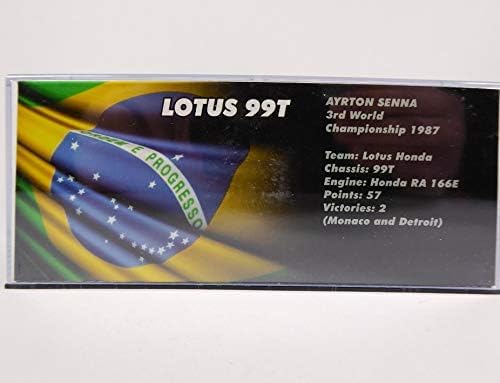 LOTUS 99T
AYRTON SENNA
3rd World
Championship 1987
Team: Lotus Honda
Chassis: 99T
Engine: Honda RA 166E
Points: 57
Victories: 2
(Monaco and Detroit)
E PROGRESSO